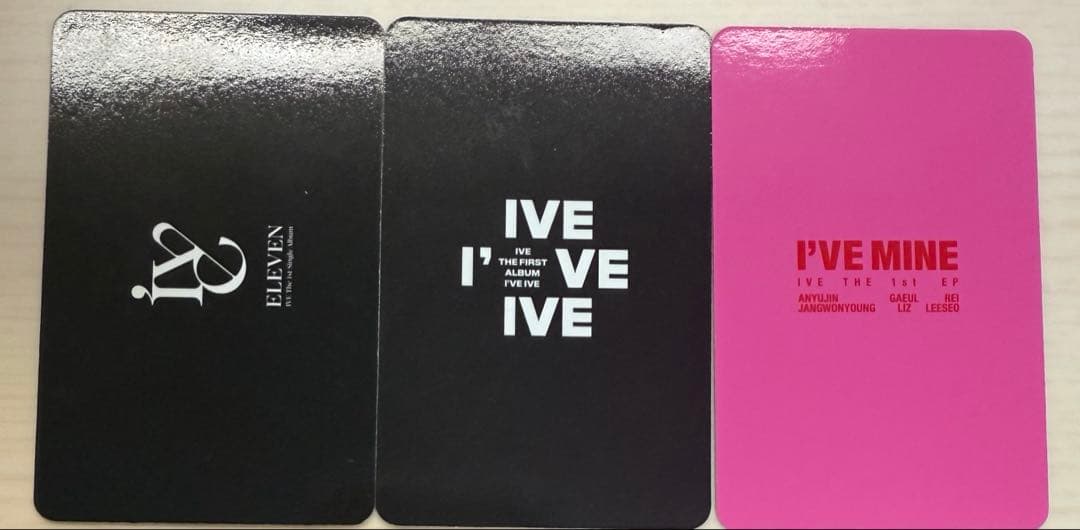 ive
ELEVEN
IVE The 1st Single Album
IVE
I' VE
IVE
THE FIRST
ALBUM
I'VE IVE
IVE
I'VE MINE
IVE THE 1st EP
ANYUJIN GAEUL REI
JANGWONYOUNG LIZ LEESEO